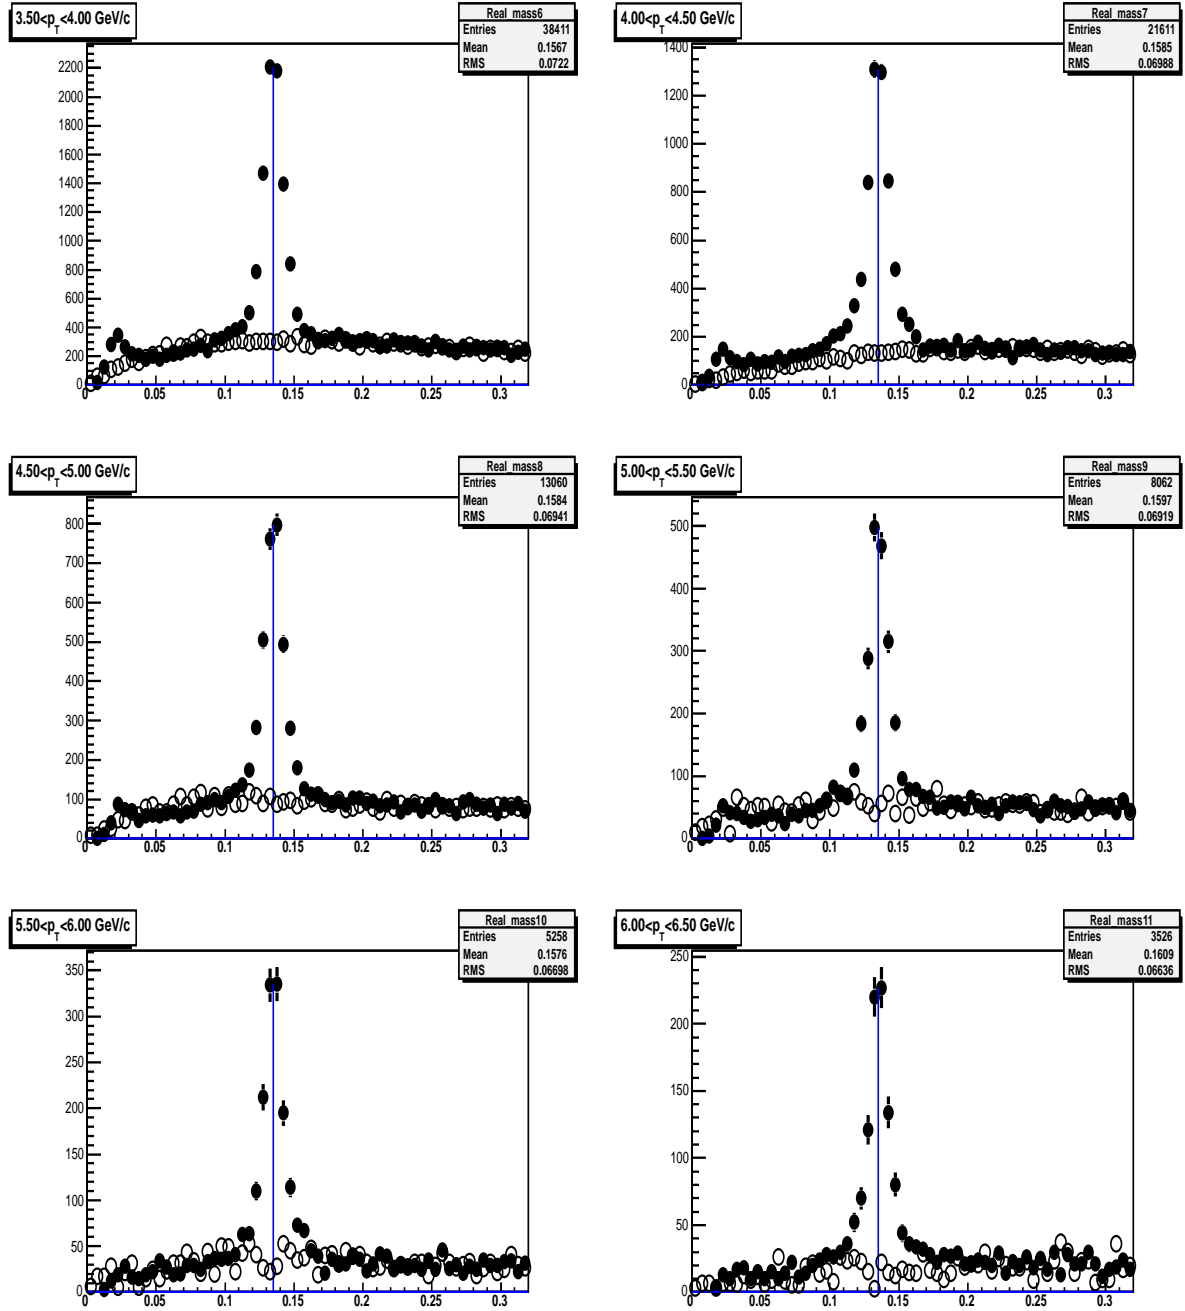 3.50<p_T<4.00 GeV/c
Real_mass6
Entries 38411
Mean 0.1567
RMS 0.0722
2200
2000
1800
1600
1400
1200
1000
800
600
400
200
0
0 0.05 0.1 0.15 0.2 0.25 0.3
4.00<p_T<4.50 GeV/c
Real_mass7
Entries 21611
Mean 0.1585
RMS 0.06988
1400
1200
1000
800
600
400
200
0
0 0.05 0.1 0.15 0.2 0.25 0.3
4.50<p_T<5.00 GeV/c
Real_mass8
Entries 13060
Mean 0.1584
RMS 0.06941
800
700
600
500
400
300
200
100
0
0 0.05 0.1 0.15 0.2 0.25 0.3
5.00<p_T<5.50 GeV/c
Real_mass9
Entries 8062
Mean 0.1597
RMS 0.06919
500
400
300
200
100
0
0 0.05 0.1 0.15 0.2 0.25 0.3
5.50<p_T<6.00 GeV/c
Real_mass10
Entries 5258
Mean 0.1576
RMS 0.06698
350
300
250
200
150
100
50
0
0 0.05 0.1 0.15 0.2 0.25 0.3
6.00<p_T<6.50 GeV/c
Real_mass11
Entries 3526
Mean 0.1609
RMS 0.06636
250
200
150
100
50
0
0 0.05 0.1 0.15 0.2 0.25 0.3